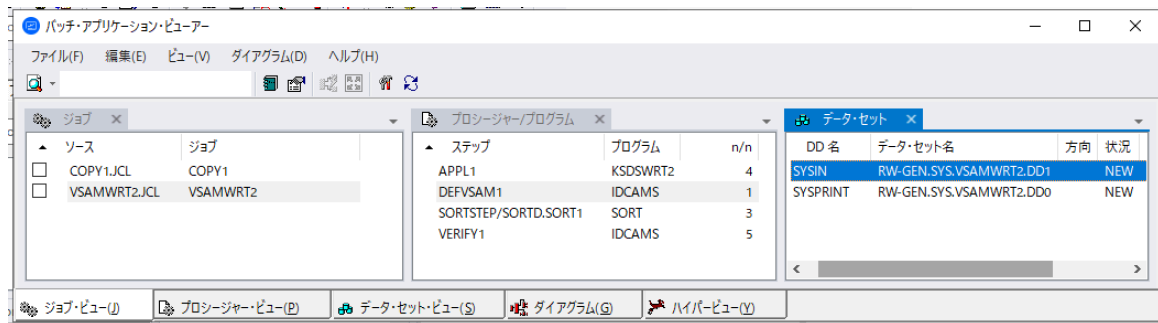 バッチ・アプリケーション・ビューアー
ファイル(F) 編集(E) ビュー(V) ダイアグラム(D) ヘルプ(H)
ジョブ
ソース ジョブ
COPY1.JCL COPY1
VSAMWRT2.JCL VSAMWRT2
プロシージャー/プログラム
ステップ プログラム n/n
APPL1 KSDSWRT2 4
DEFVSAM1 IDCAMS 1
SORTSTEP/SORTD.SORT1 SORT 3
VERIFY1 IDCAMS 5
データ・セット
DD 名 データ・セット名 方向 状況
SYSIN RW-GEN.SYS.VSAMWRT2.DD1 NEW
SYSPRINT RW-GEN.SYS.VSAMWRT2.DD0 NEW
ジョブ・ビュー(J) プロシージャー・ビュー(P) データ・セット・ビュー(S) ダイアグラム(G) ハイパービュー(Y)